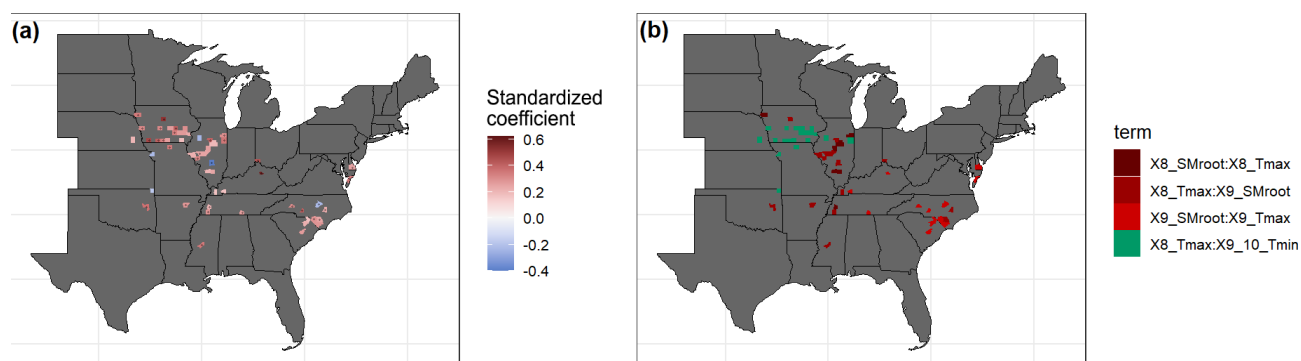 (a)
Standardized
coefficient
0.6
0.4
0.2
0.0
-0.2
-0.4
(b)
term
X8_SMroot:X8_Tmax
X8_Tmax:X9_SMroot
X9_SMroot:X9_Tmax
X8_Tmax:X9_10_Tmin